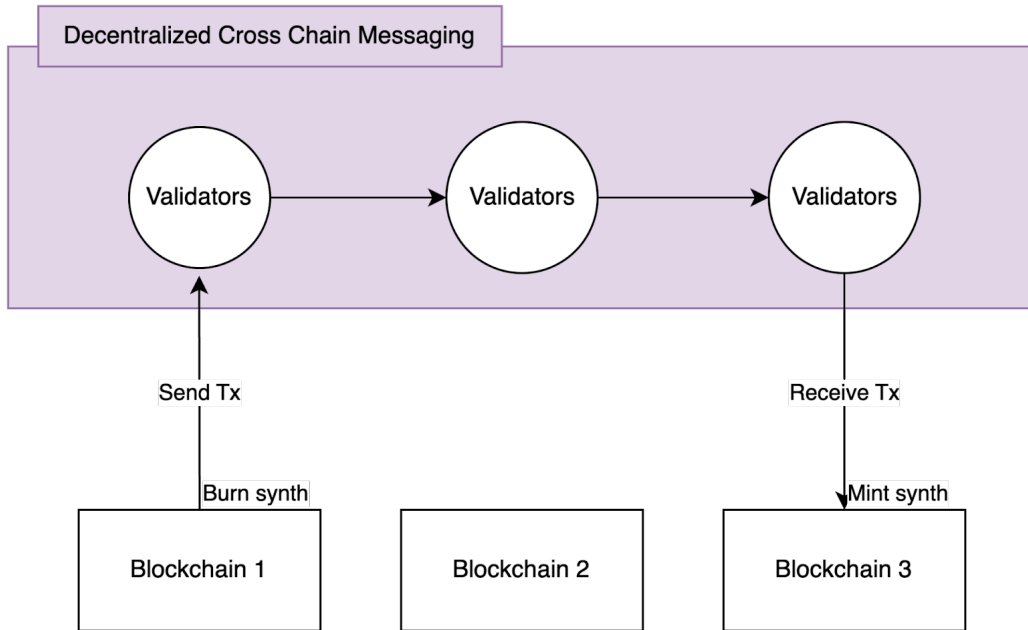 Decentralized Cross Chain Messaging
Validators
Validators
Validators
Send Tx
Receive Tx
Burn synth
Mint synth
Blockchain 1
Blockchain 2
Blockchain 3